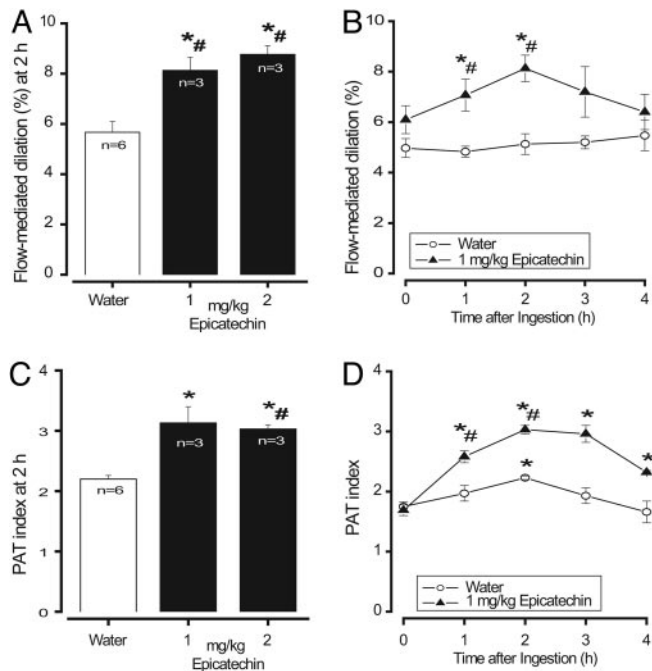 A
Flow-mediated dilation (%) at 2 h
10
8
6
4
2
0
*#
*#
n=3
n=3
n=6
Water
1 mg/kg 2
Epicatechin
B
Flow-mediated dilation (%)
10
8
6
4
2
0
*#
*#
Water
1 mg/kg Epicatechin
0 1 2 3 4
Time after Ingestion (h)
C
PAT index at 2 h
4
3
2
1
0
*
*#
n=3
n=3
n=6
Water
1 mg/kg 2
Epicatechin
D
PAT index
4
3
2
1
0
*#
*#
*
*
*
Water
1 mg/kg Epicatechin
0 1 2 3 4
Time after Ingestion (h)